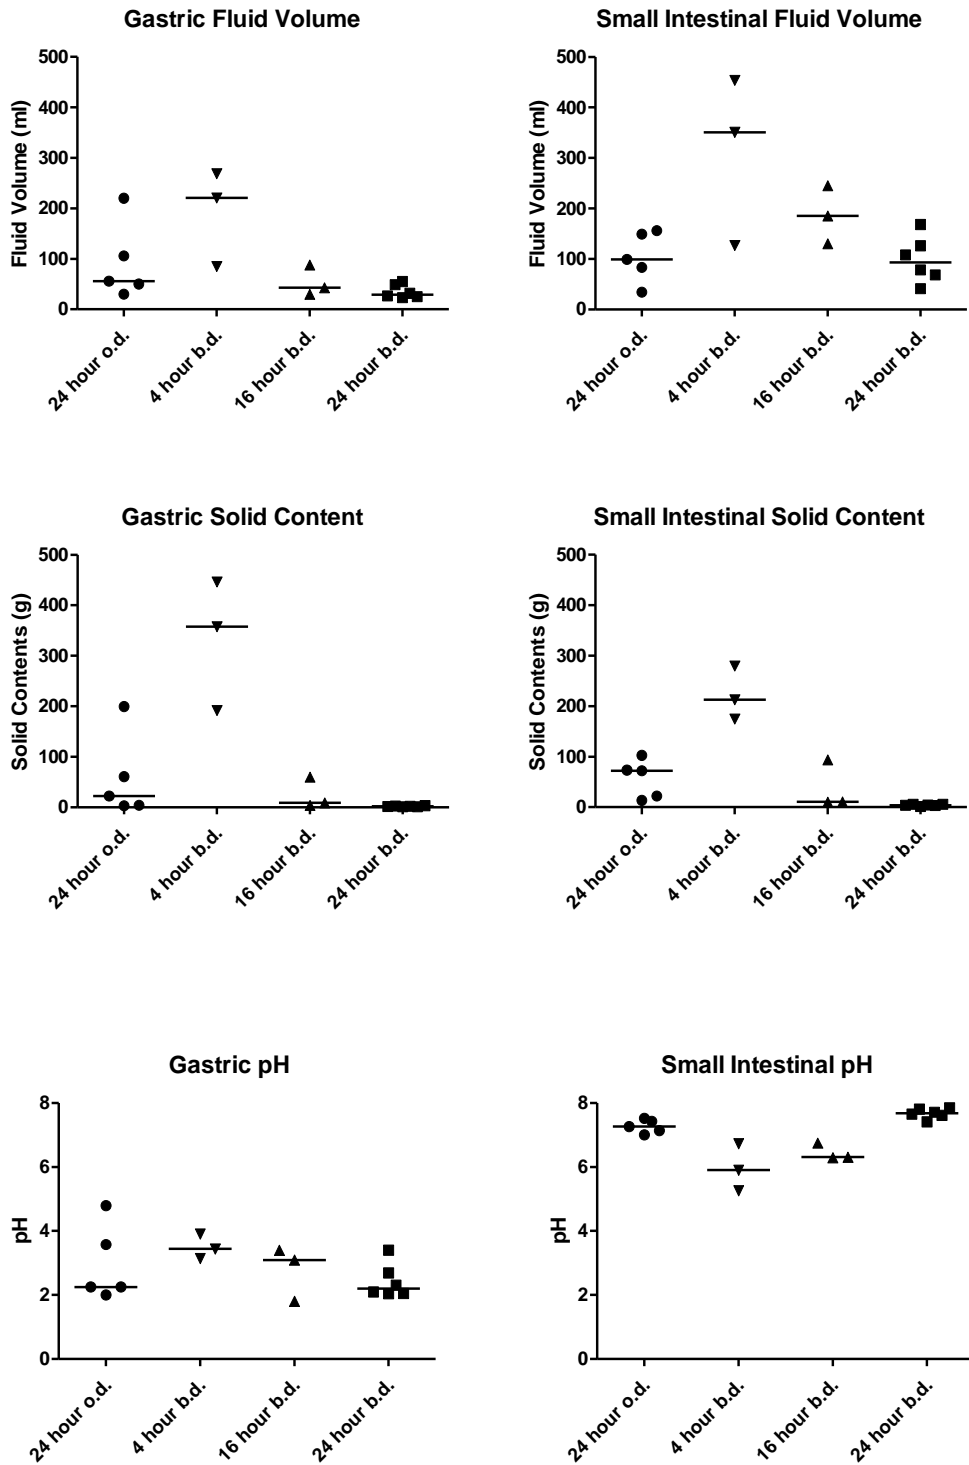 Gastric Fluid Volume
Fluid Volume (ml)
500
400
300
200
100
0
24 hour o.d.
4 hour b.d.
16 hour b.d.
24 hour b.d.
Small Intestinal Fluid Volume
Fluid Volume (ml)
500
400
300
200
100
0
24 hour o.d.
4 hour b.d.
16 hour b.d.
24 hour b.d.
Gastric Solid Content
Solid Contents (g)
500
400
300
200
100
0
24 hour o.d.
4 hour b.d.
16 hour b.d.
24 hour b.d.
Small Intestinal Solid Content
Solid Contents (g)
500
400
300
200
100
0
24 hour o.d.
4 hour b.d.
16 hour b.d.
24 hour b.d.
Gastric pH
pH
8
6
4
2
0
24 hour o.d.
4 hour b.d.
16 hour b.d.
24 hour b.d.
Small Intestinal pH
pH
8
6
4
2
0
24 hour o.d.
4 hour b.d.
16 hour b.d.
24 hour b.d.